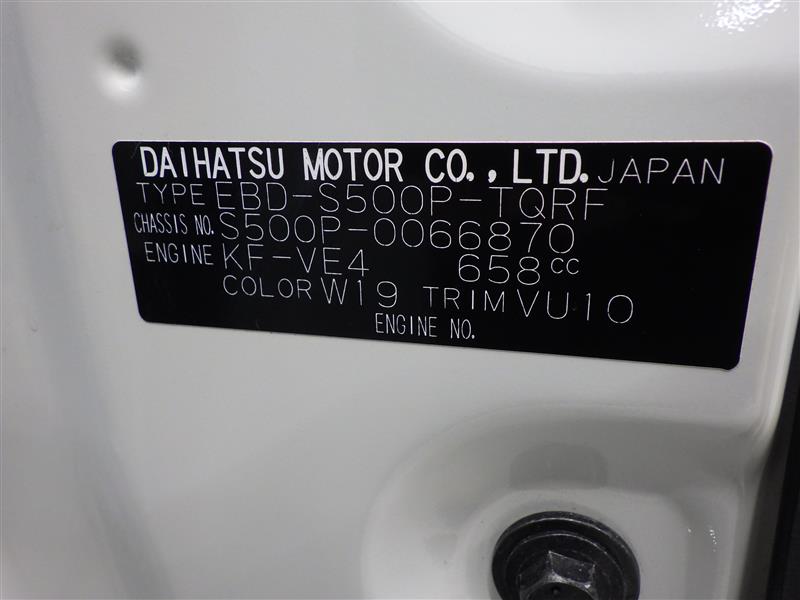 DAIHATSU MOTOR CO., LTD. JAPAN
TYPE EBD-S500P-TQRF
CHASSIS NO. S500P-0066870
ENGINE KF-VE4 658cc
COLOR W19 TRIM VU10
ENGINE NO.